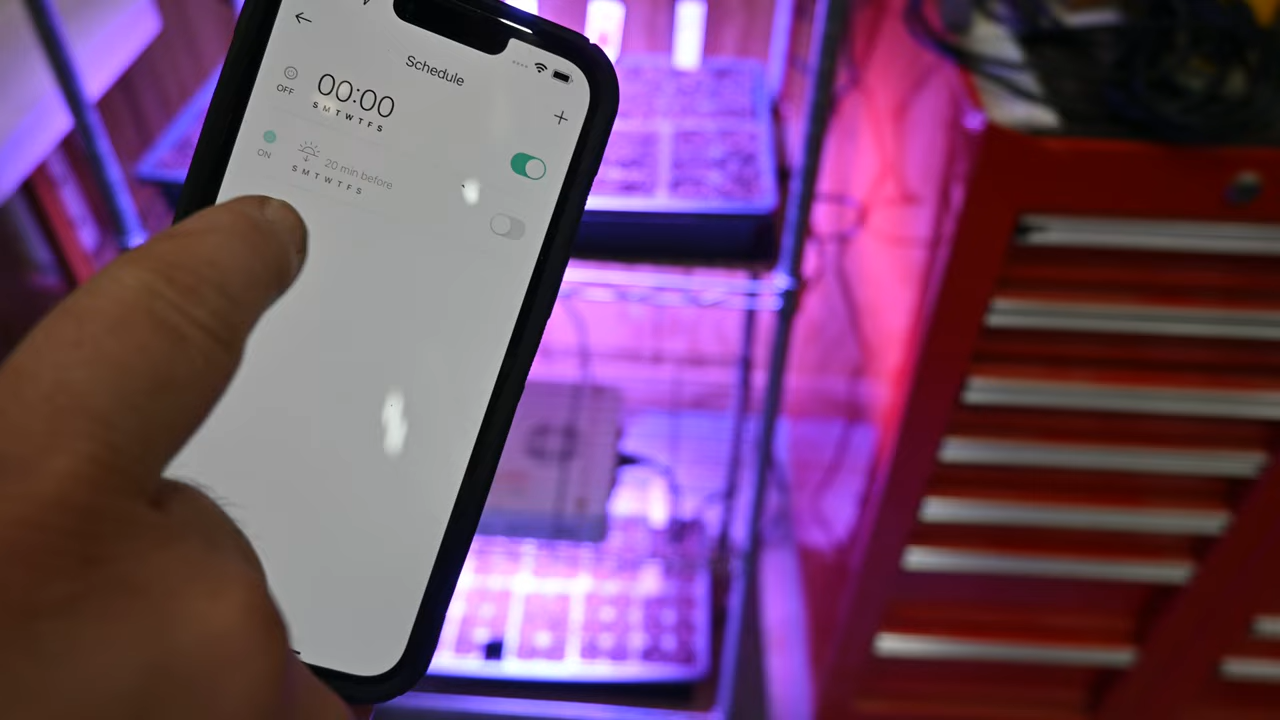 Schedule
00:00
OFF
S M T W T F S
20 min before
ON
S M T W T F S